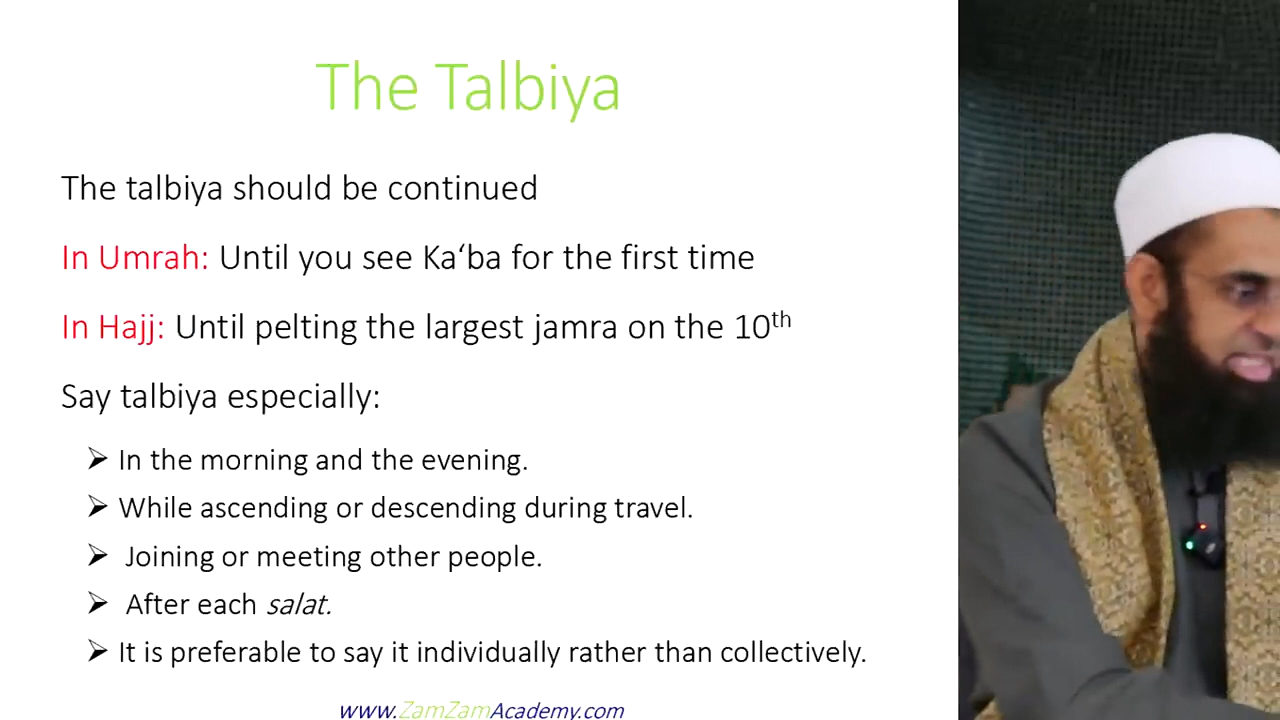 The Talbiya
The talbiya should be continued
In Umrah: Until you see Ka‘ba for the first time
In Hajj: Until pelting the largest jamra on the 10th
Say talbiya especially:
➢ In the morning and the evening.
➢ While ascending or descending during travel.
➢ Joining or meeting other people.
➢ After each salat.
➢ It is preferable to say it individually rather than collectively.
www.ZamZamAcademy.com